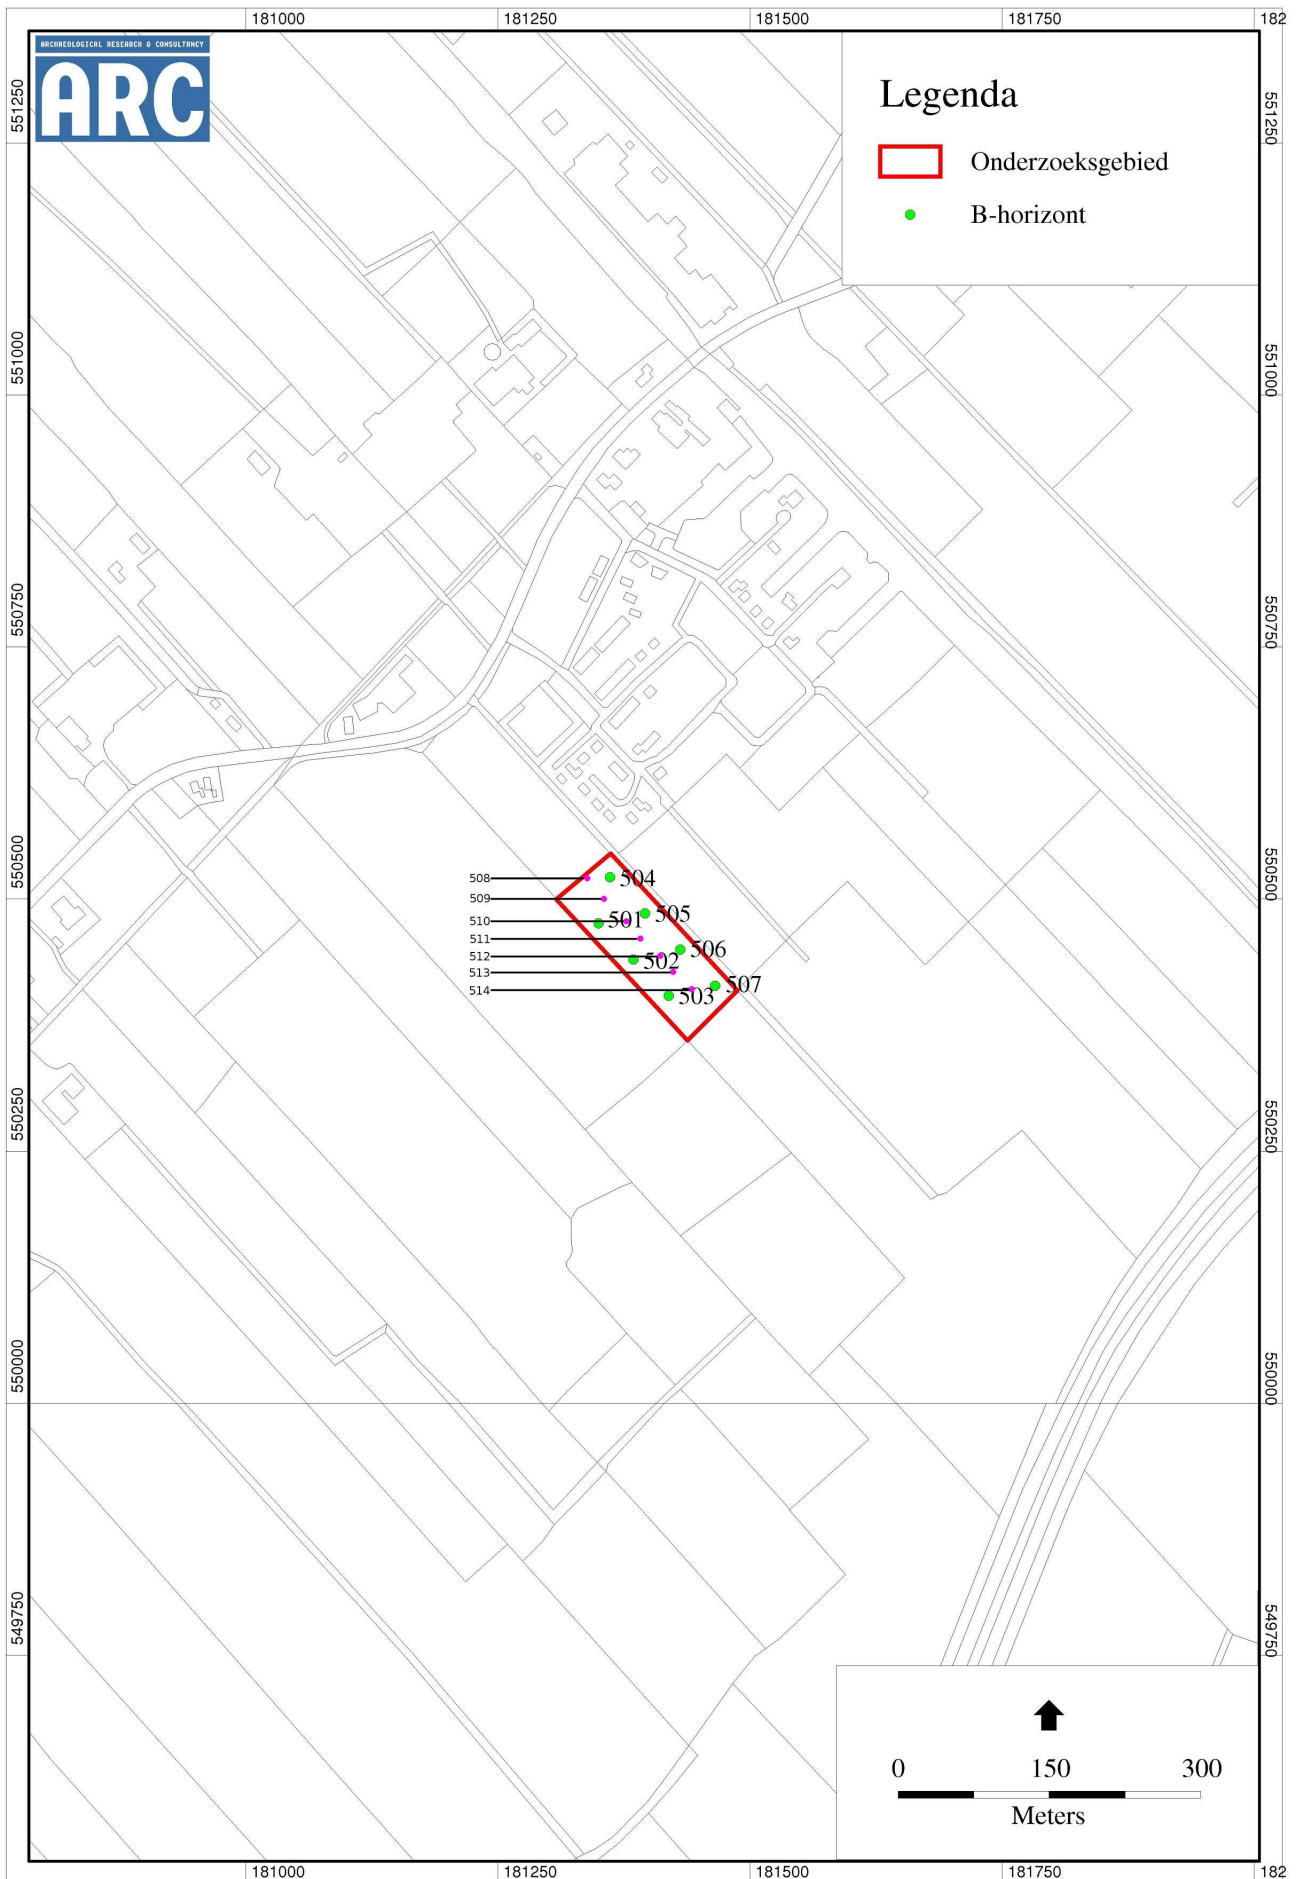 181000 181250 181500 181750 182
ARCHAEOLOGICAL RESEARCH & CONSULTANCY
ARC
Legenda
Onderzoeksgebied
B-horizont
551250 551250
551000 551000
550750 550750
550500 550500
508
504
509
510
501
505
511
512
502
506
513
514
503
507
550250 550250
550000 550000
549750 549750
0 150 300
Meters
181000 181250 181500 181750 182